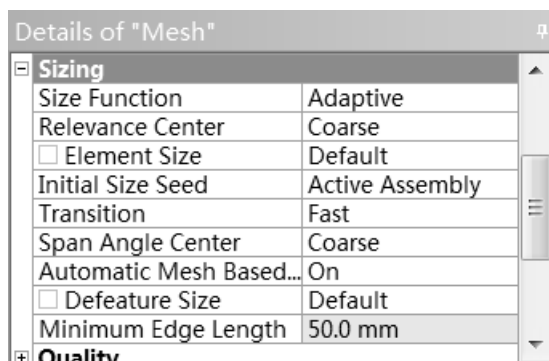 Details of "Mesh"
Sizing
Size Function Adaptive
Relevance Center Coarse
Element Size Default
Initial Size Seed Active Assembly
Transition Fast
Span Angle Center Coarse
Automatic Mesh Based... On
Defeature Size Default
Minimum Edge Length 50.0 mm
Quality